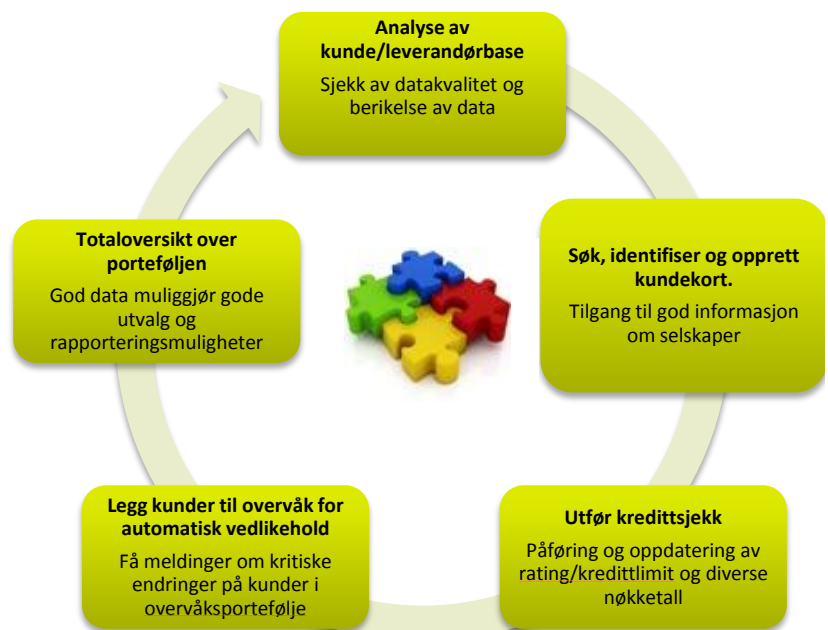 Analyse av
kunde/leverandørbase
Sjekk av datakvalitet og
berikelse av data
Søk, identifiser og opprett
kundekort.
Tilgang til god informasjon
om selskaper
Utfør kredittsjekk
Påføring og oppdatering av
rating/kredittlimit og diverse
nøkketall
Legg kunder til overvåk for
automatisk vedlikehold
Få meldinger om kritiske
endringer på kunder i
overvåksportefølje
Totaloversikt over
porteføljen
God data muliggjør gode
utvalg og
rapporteringsmuligheter